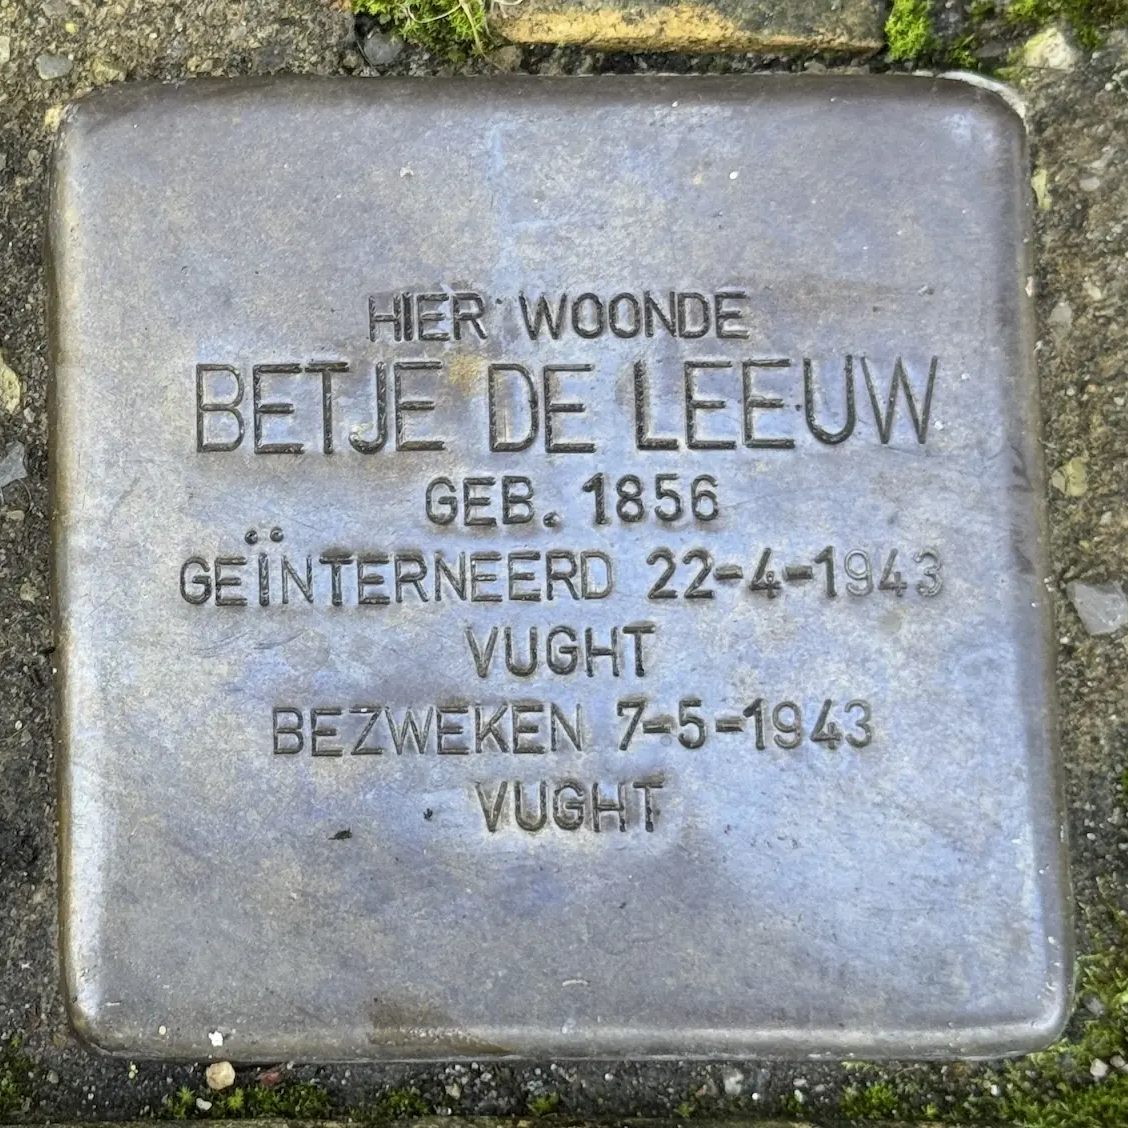 HIER WOONDE
BETJE DE LEEUW
GEB. 1856
GEÏNTERNEERD 22-4-1943
VUGHT
BEZWEKEN 7-5-1943
VUGHT